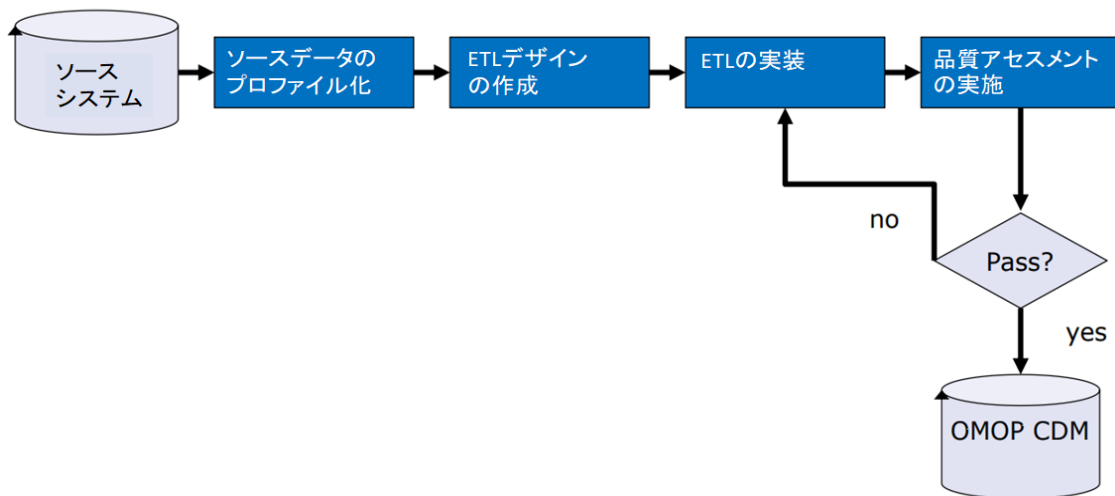 ソース
システム
ソースデータの
プロファイル化
ETLデザイン
の作成
ETLの実装
品質アセスメント
の実施
no
Pass?
yes
OMOP CDM